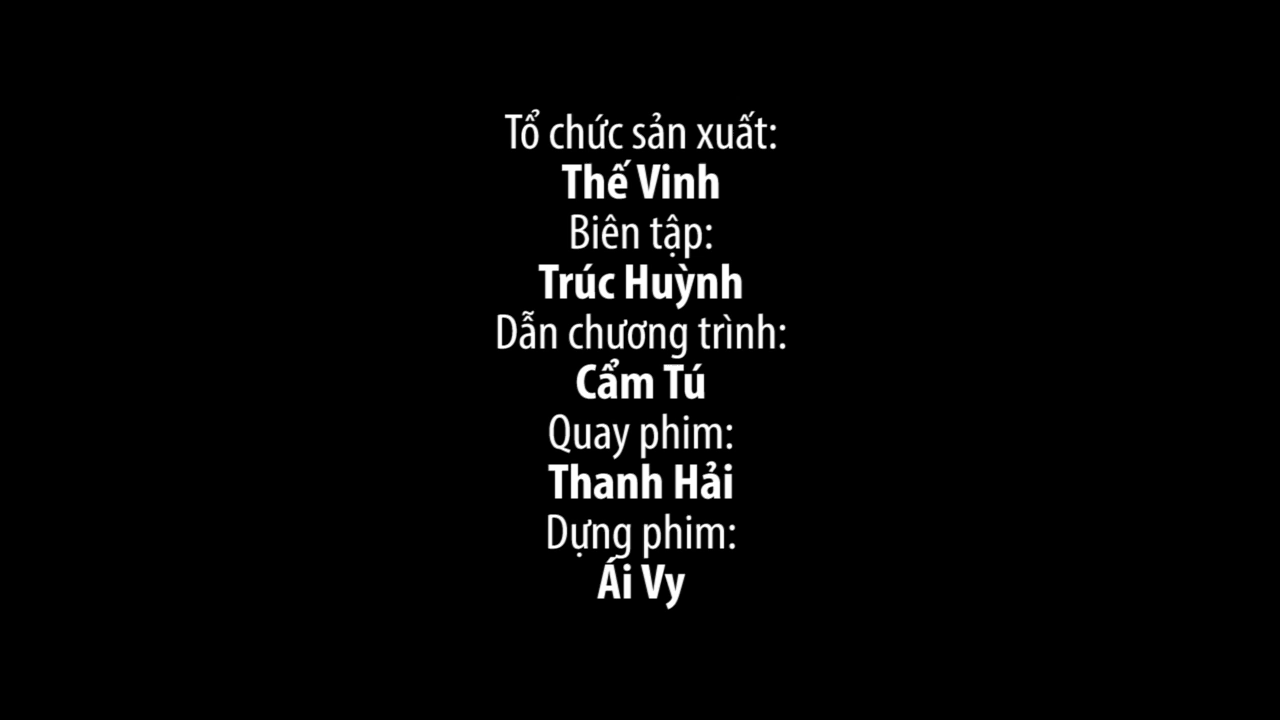 Tổ chức sản xuất:
Thế Vinh
Biên tập:
Trúc Huỳnh
Dẫn chương trình:
Cẩm Tú
Quay phim:
Thanh Hải
Dựng phim:
Ái Vy